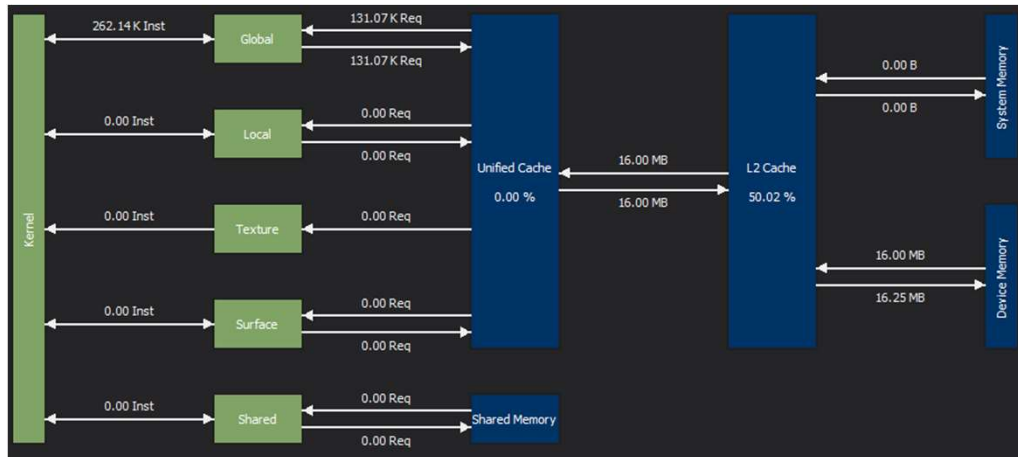 Kernel
262.14 K Inst
0.00 Inst
0.00 Inst
0.00 Inst
0.00 Inst
Global
Local
Texture
Surface
Shared
131.07 K Req
131.07 K Req
0.00 Req
0.00 Req
0.00 Req
0.00 Req
0.00 Req
0.00 Req
0.00 Req
Unified Cache
0.00 %
Shared Memory
16.00 MB
16.00 MB
L2 Cache
50.02 %
0.00 B
0.00 B
16.00 MB
16.25 MB
System Memory
Device Memory